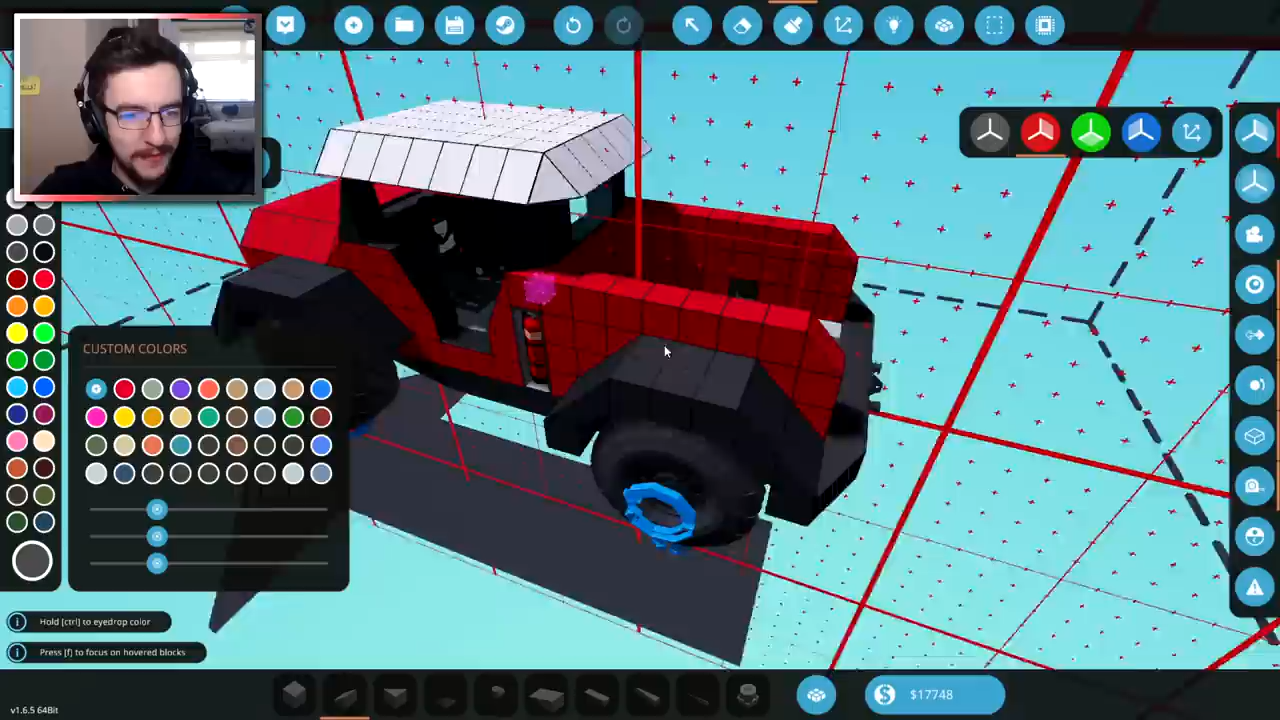 CUSTOM COLORS
Hold [ctrl] to eyedrop color
Press [f] to focus on hovered blocks
$17748
v1.6.5 64Bit